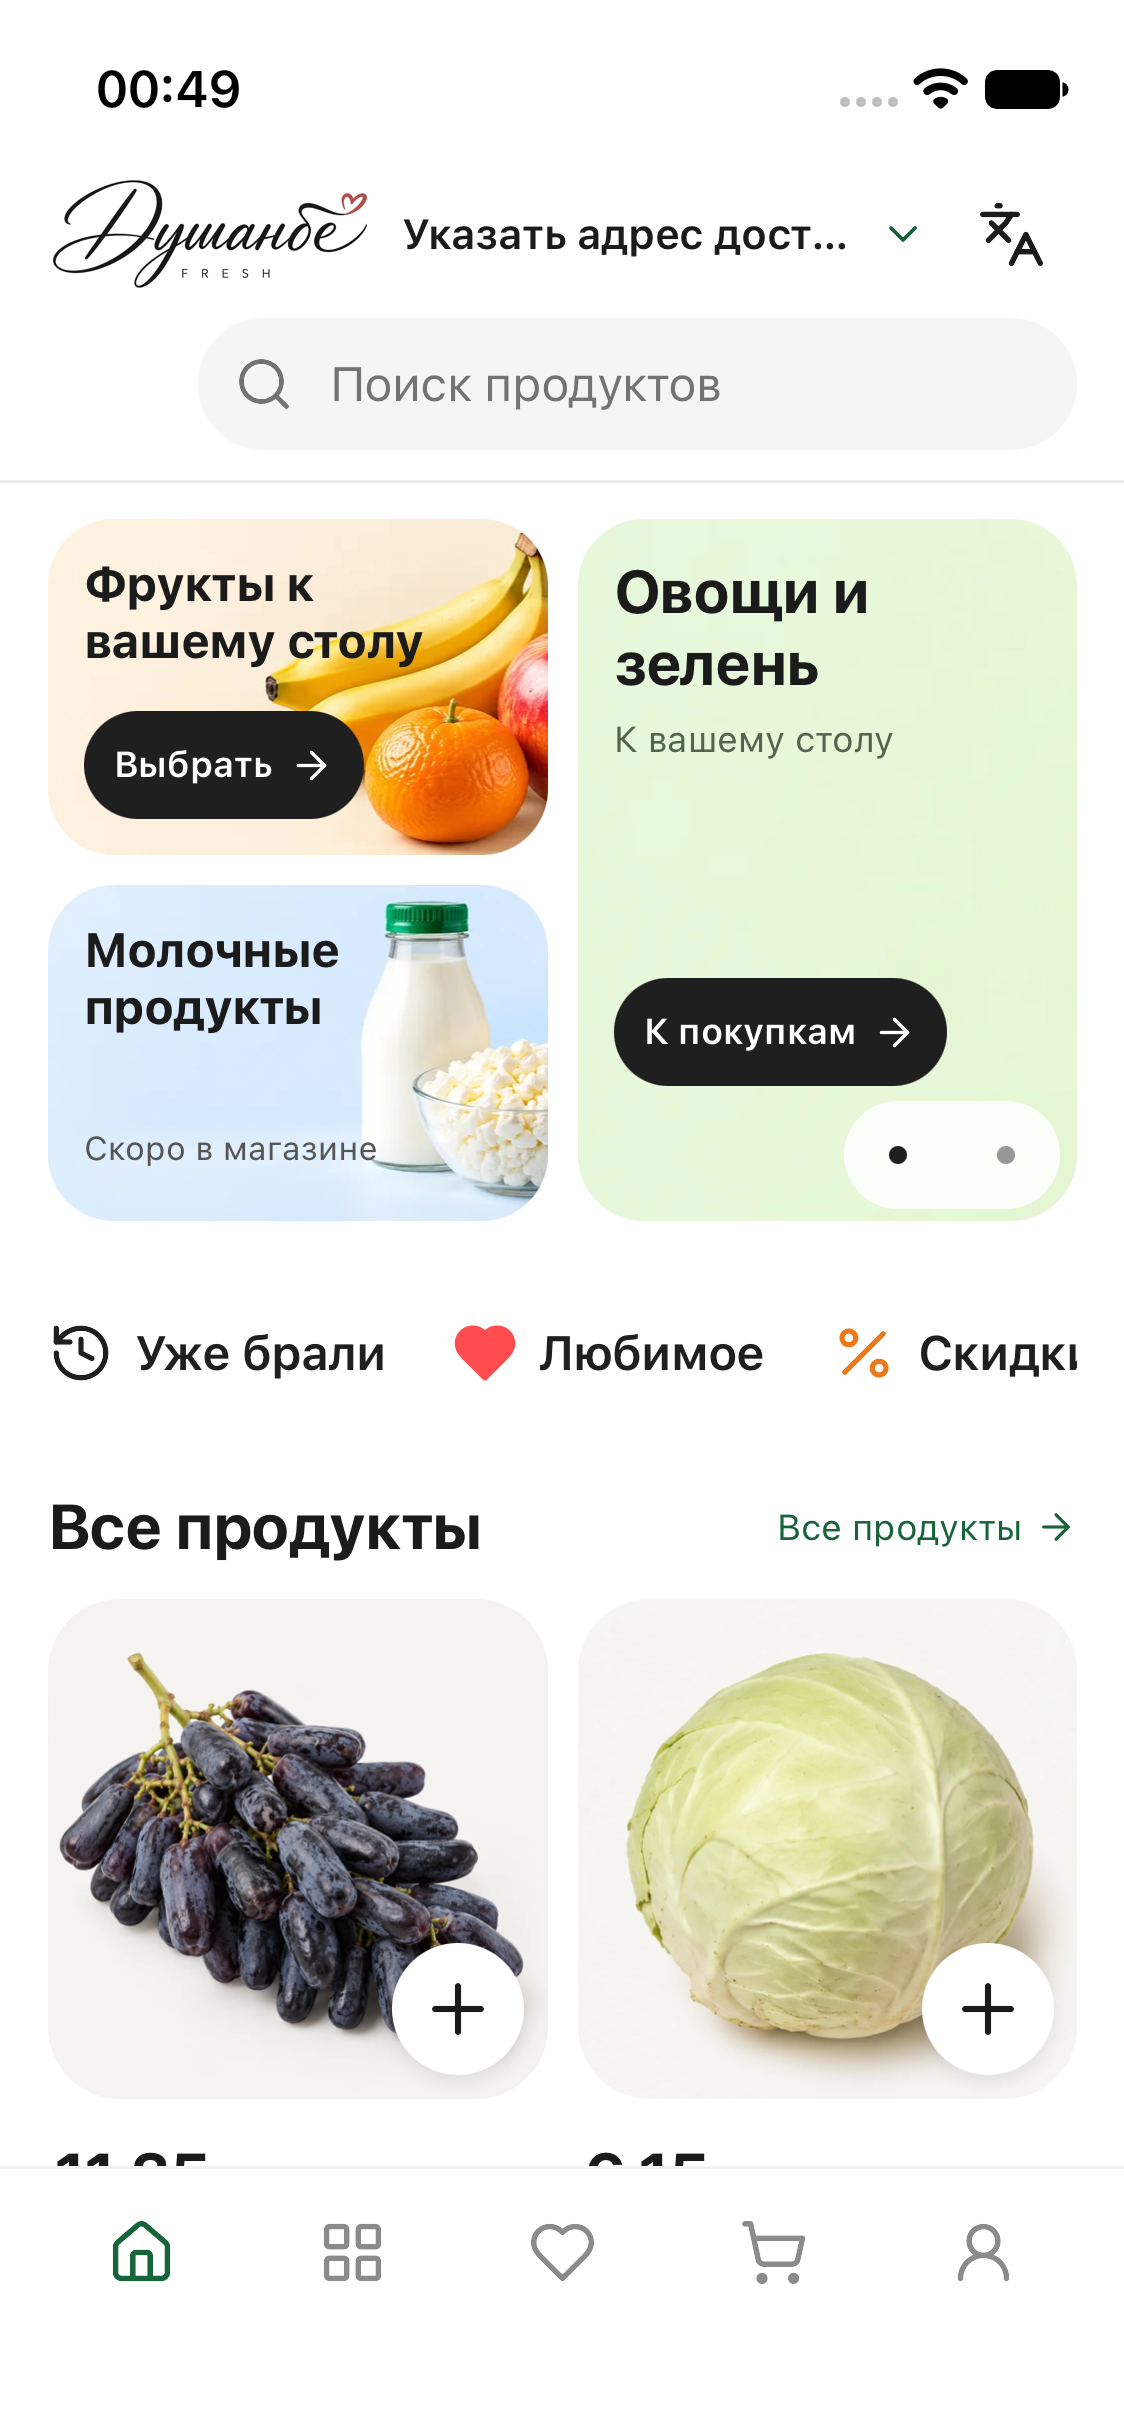 00:49
Душанбе
FRESH
Указать адрес дост...
Поиск продуктов
Фрукты к
вашему столу
Выбрать
Овощи и
зелень
К вашему столу
К покупкам
Молочные
продукты
Скоро в магазине
Уже брали
Любимое
Скидки
Все продукты
Все продукты